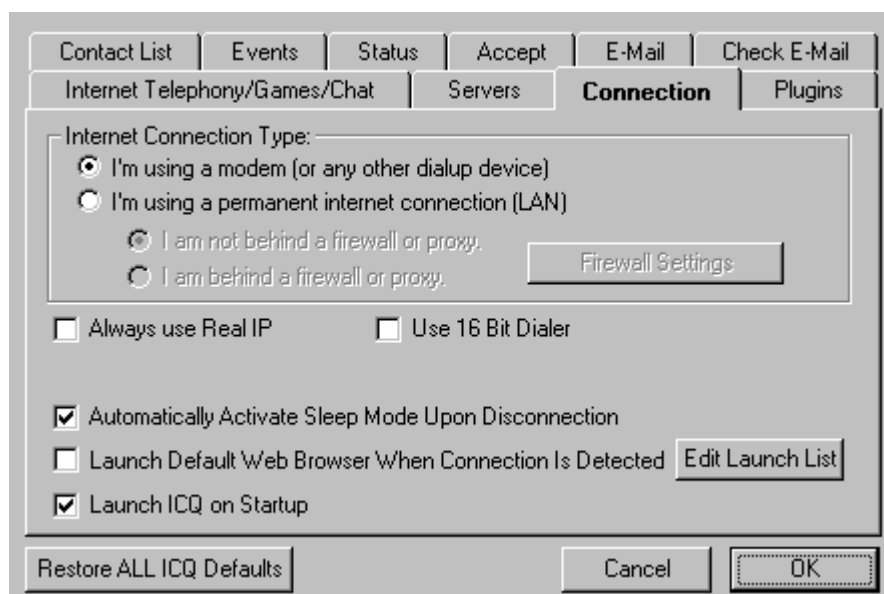 Contact List Events Status Accept E-Mail Check E-Mail
Internet Telephony/Games/Chat Servers Connection Plugins
Internet Connection Type:
I'm using a modem (or any other dialup device)
I'm using a permanent internet connection (LAN)
I am not behind a firewall or proxy.
Firewall Settings
I am behind a firewall or proxy.
Always use Real IP Use 16 Bit Dialer
Automatically Activate Sleep Mode Upon Disconnection
Launch Default Web Browser When Connection Is Detected Edit Launch List
Launch ICQ on Startup
Restore ALL ICQ Defaults Cancel OK